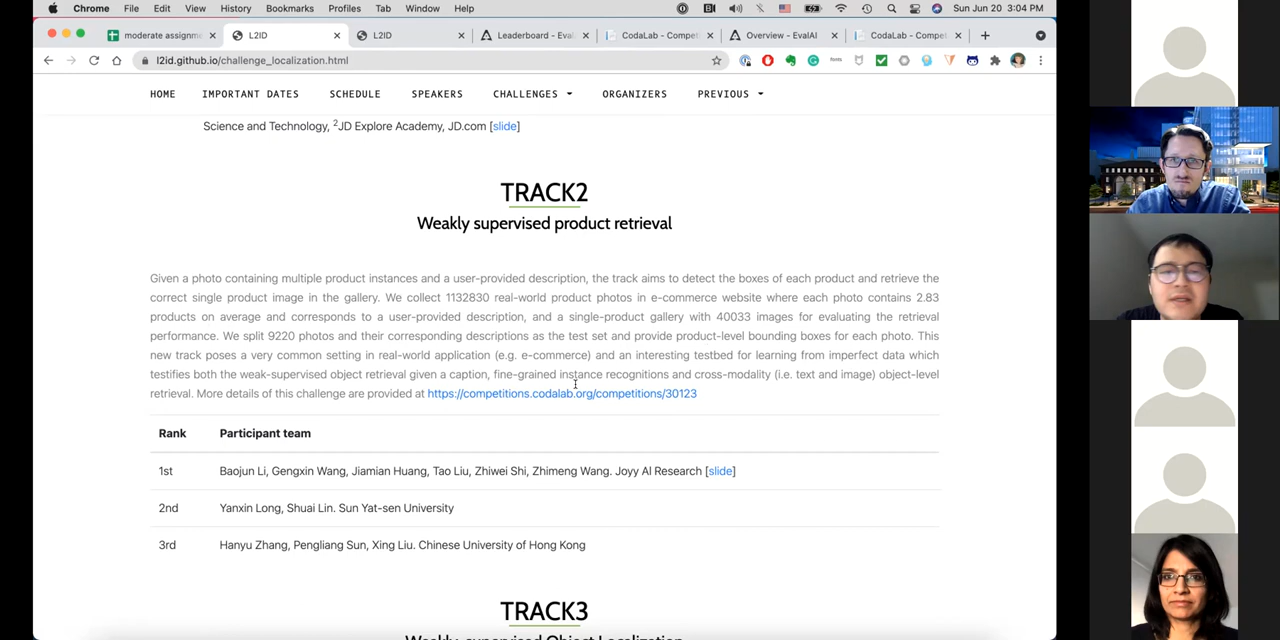 Chrome File Edit View History Bookmarks Profiles Tab Window Help Sun Jun 20 3:04 PM
moderate assignm L2ID L2ID Leaderboard - EvalAI CodaLab - Competi Overview - EvalAI CodaLab - Competi
l2id.github.io/challenge_localization.html
HOME IMPORTANT DATES SCHEDULE SPEAKERS CHALLENGES ORGANIZERS PREVIOUS
Science and Technology, 2JD Explore Academy, JD.com [slide]
TRACK2
Weakly supervised product retrieval
Given a photo containing multiple product instances and a user-provided description, the track aims to detect the boxes of each product and retrieve the
correct single product image in the gallery. We collect 1132830 real-world product photos in e-commerce website where each photo contains 2.83
products on average and corresponds to a user-provided description, and a single-product gallery with 40033 images for evaluating the retrieval
performance. We split 9220 photos and their corresponding descriptions as the test set and provide product-level bounding boxes for each photo. This
new track poses a very common setting in real-world application (e.g. e-commerce) and an interesting testbed for learning from imperfect data which
testifies both the weak-supervised object retrieval given a caption, fine-grained instance recognitions and cross-modality (i.e. text and image) object-level
retrieval. More details of this challenge are provided at https://competitions.codalab.org/competitions/30123
Rank Participant team
1st Baojun Li, Gengxin Wang, Jiamian Huang, Tao Liu, Zhiwei Shi, Zhimeng Wang. Joyy AI Research [slide]
2nd Yanxin Long, Shuai Lin. Sun Yat-sen University
3rd Hanyu Zhang, Pengliang Sun, Xing Liu. Chinese University of Hong Kong
TRACK3
Weakly-supervised Object Localization